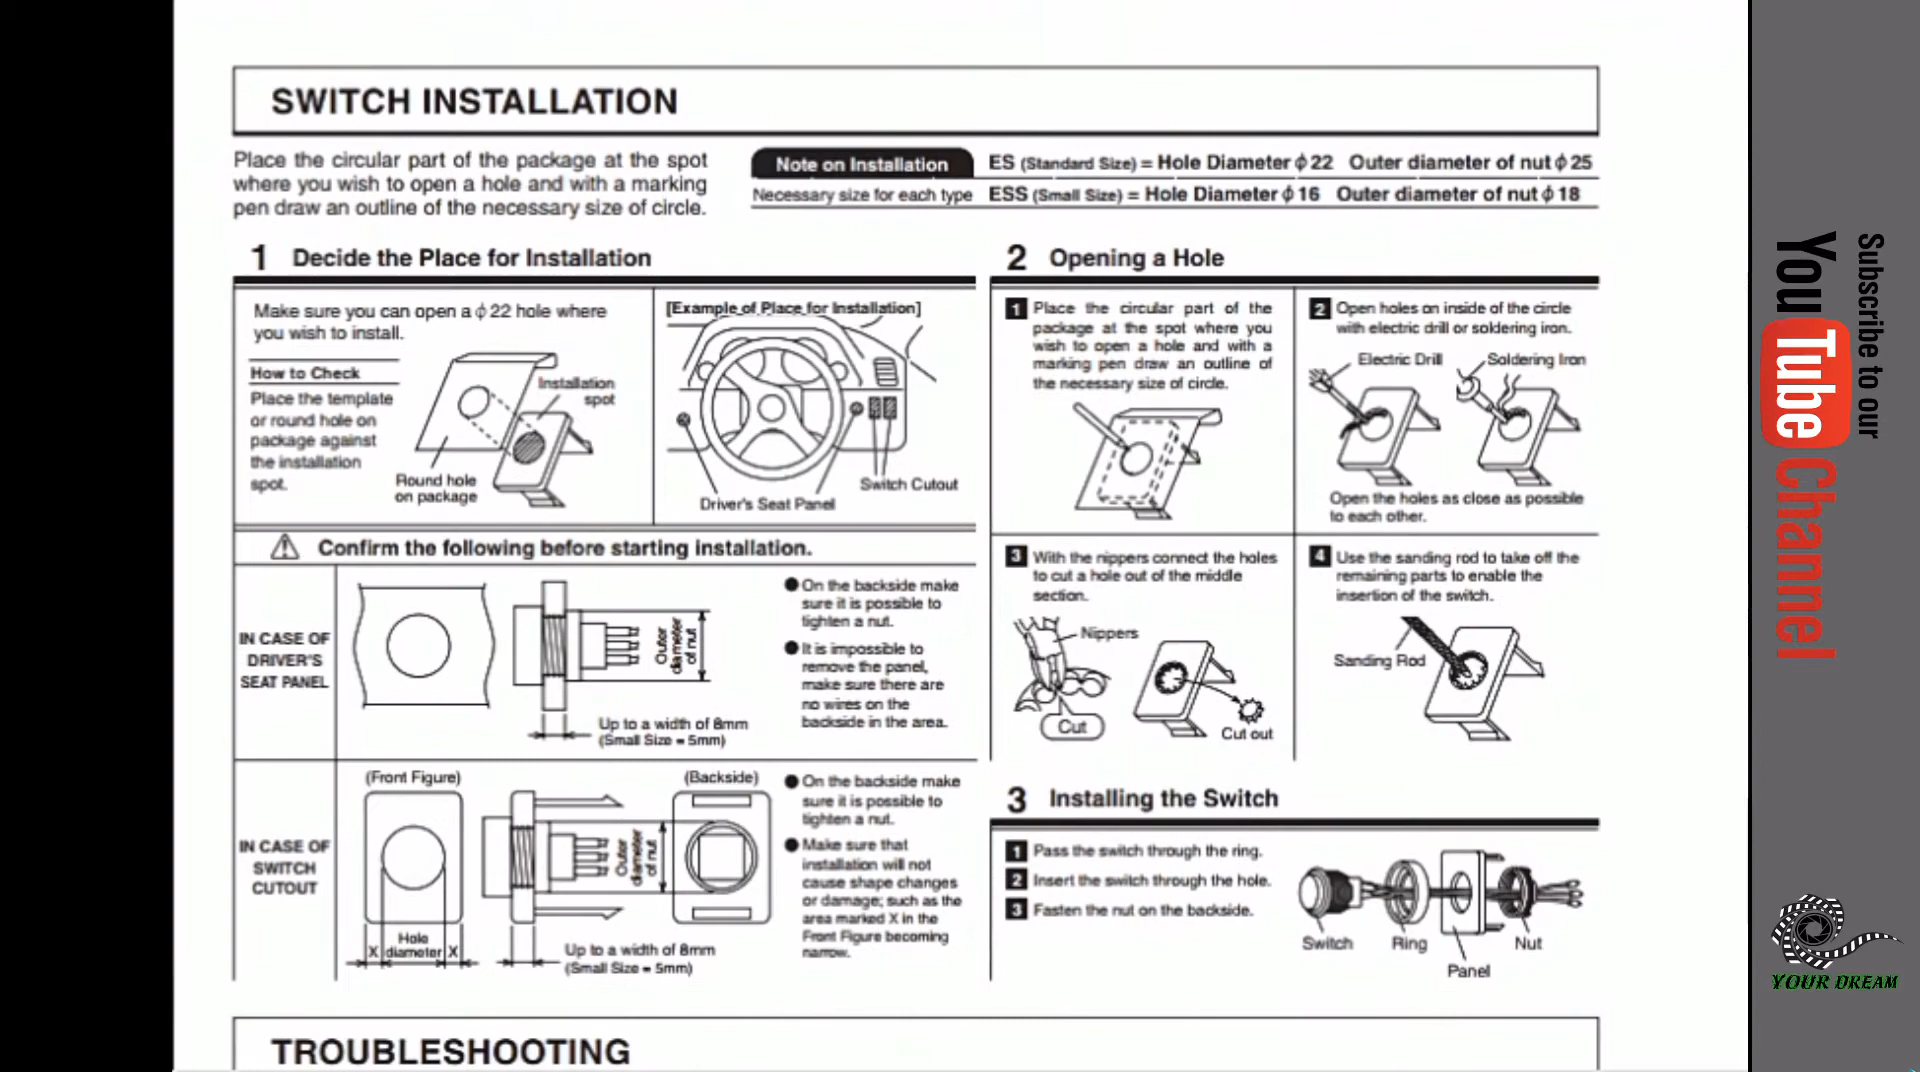 SWITCH INSTALLATION
Place the circular part of the package at the spot
where you wish to open a hole and with a marking
pen draw an outline of the necessary size of circle.
Note on Installation
ES (Standard Size) = Hole Diameter ϕ22 Outer diameter of nut ϕ25
Necessary size for each type
ESS (Small Size) = Hole Diameter ϕ16 Outer diameter of nut ϕ18
1 Decide the Place for Installation
Make sure you can open a ϕ22 hole where
you wish to install.
How to Check
Place the template
or round hole on
package against
the installation
spot.
Installation
spot
Round hole
on package
[Example of Place for Installation]
Switch Cutout
Driver's Seat Panel
Confirm the following before starting installation.
IN CASE OF
DRIVER'S
SEAT PANEL
Outer
diameter
of nut
Up to a width of 8mm
(Small Size = 5mm)
● On the backside make
sure it is possible to
tighten a nut.
● It is impossible to
remove the panel,
make sure there are
no wires on the
backside in the area.
IN CASE OF
SWITCH
CUTOUT
(Front Figure)
X
Hole
diameter
X
Outer
diameter
of nut
(Backside)
Up to a width of 8mm
(Small Size = 5mm)
● On the backside make
sure it is possible to
tighten a nut.
● Make sure that
installation will not
cause shape changes
or damage; such as the
area marked X in the
Front Figure becoming
narrow.
2 Opening a Hole
1 Place the circular part of the
package at the spot where you
wish to open a hole and with a
marking pen draw an outline of
the necessary size of circle.
2 Open holes on inside of the circle
with electric drill or soldering iron.
Electric Drill
Soldering Iron
Open the holes as close as possible
to each other.
3 With the nippers connect the holes
to cut a hole out of the middle
section.
Nippers
Cut
Cut out
4 Use the sanding rod to take off the
remaining parts to enable the
insertion of the switch.
Sanding Rod
3 Installing the Switch
1 Pass the switch through the ring.
2 Insert the switch through the hole.
3 Fasten the nut on the backside.
Switch
Ring
Panel
Nut
TROUBLESHOOTING
Subscribe to our
YouTube Channel
YOUR DREAM